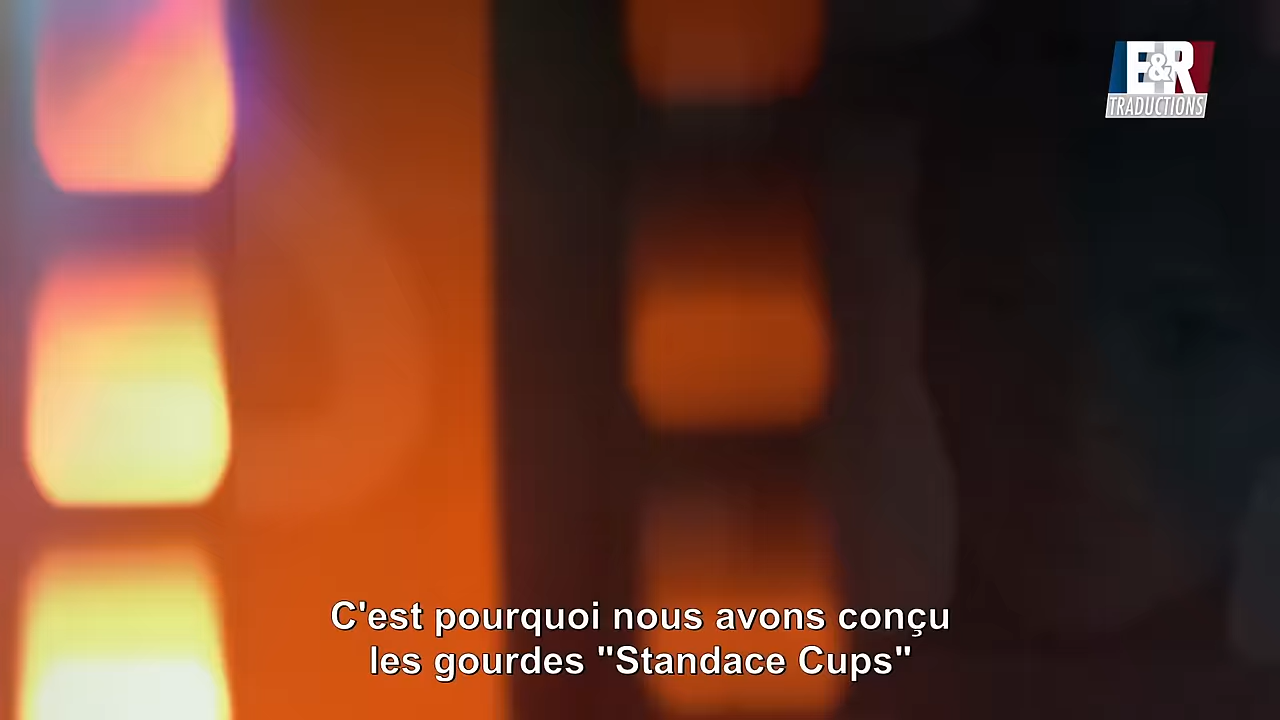 E&R
TRADUCTIONS
C'est pourquoi nous avons conçu
les gourdes "Standace Cups"